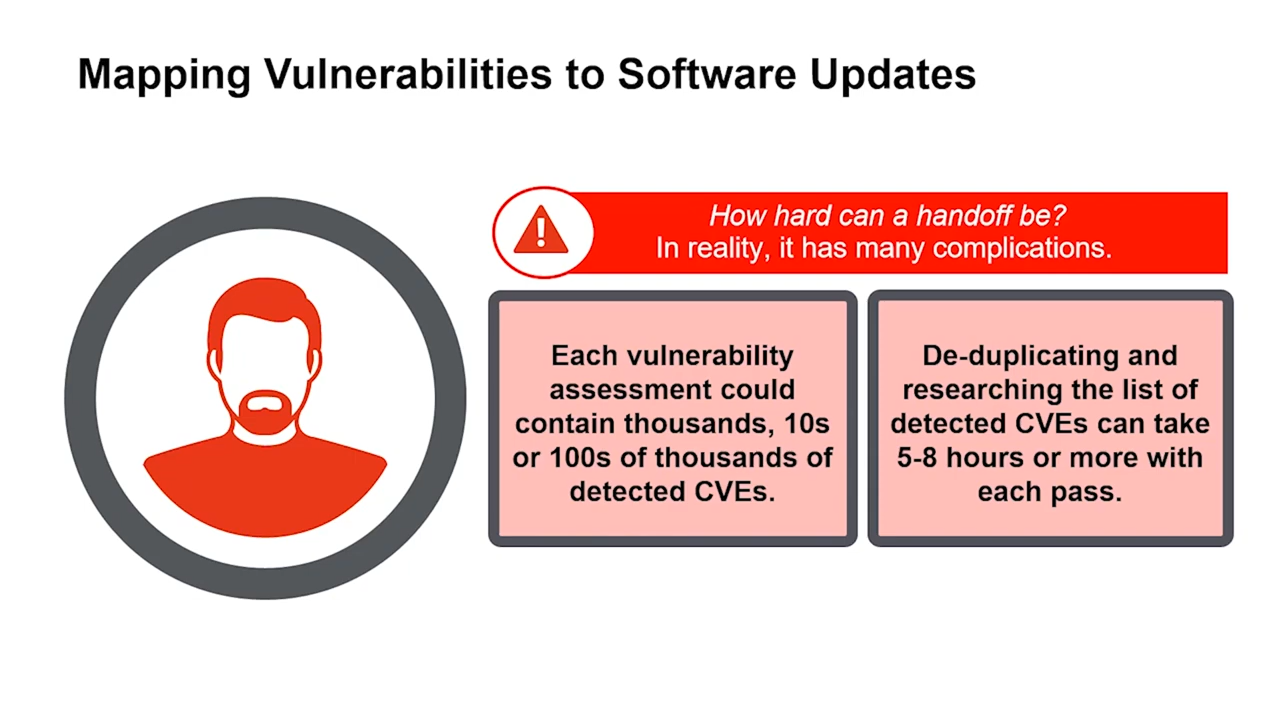 Mapping Vulnerabilities to Software Updates
How hard can a handoff be?
In reality, it has many complications.
Each vulnerability
assessment could
contain thousands, 10s
or 100s of thousands of
detected CVEs.
De-duplicating and
researching the list of
detected CVEs can take
5-8 hours or more with
each pass.